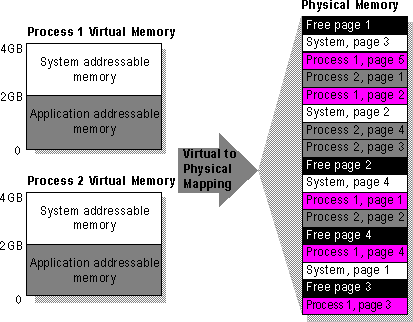 Process 1 Virtual Memory
4GB
System addressable
memory
2GB
Application addressable
memory
0
Process 2 Virtual Memory
4GB
System addressable
memory
2GB
Application addressable
memory
0
Virtual to
Physical
Mapping
Physical Memory
Free page 1
System, page 3
Process 1, page 5
Process 2, page 1
Process 1, page 2
System, page 2
Process 2, page 4
Process 2, page 3
Free page 2
System, page 4
Process 1, page 1
Process 2, page 2
Free page 4
Process 1, page 4
System, page 1
Free page 3
Process 1, page 3